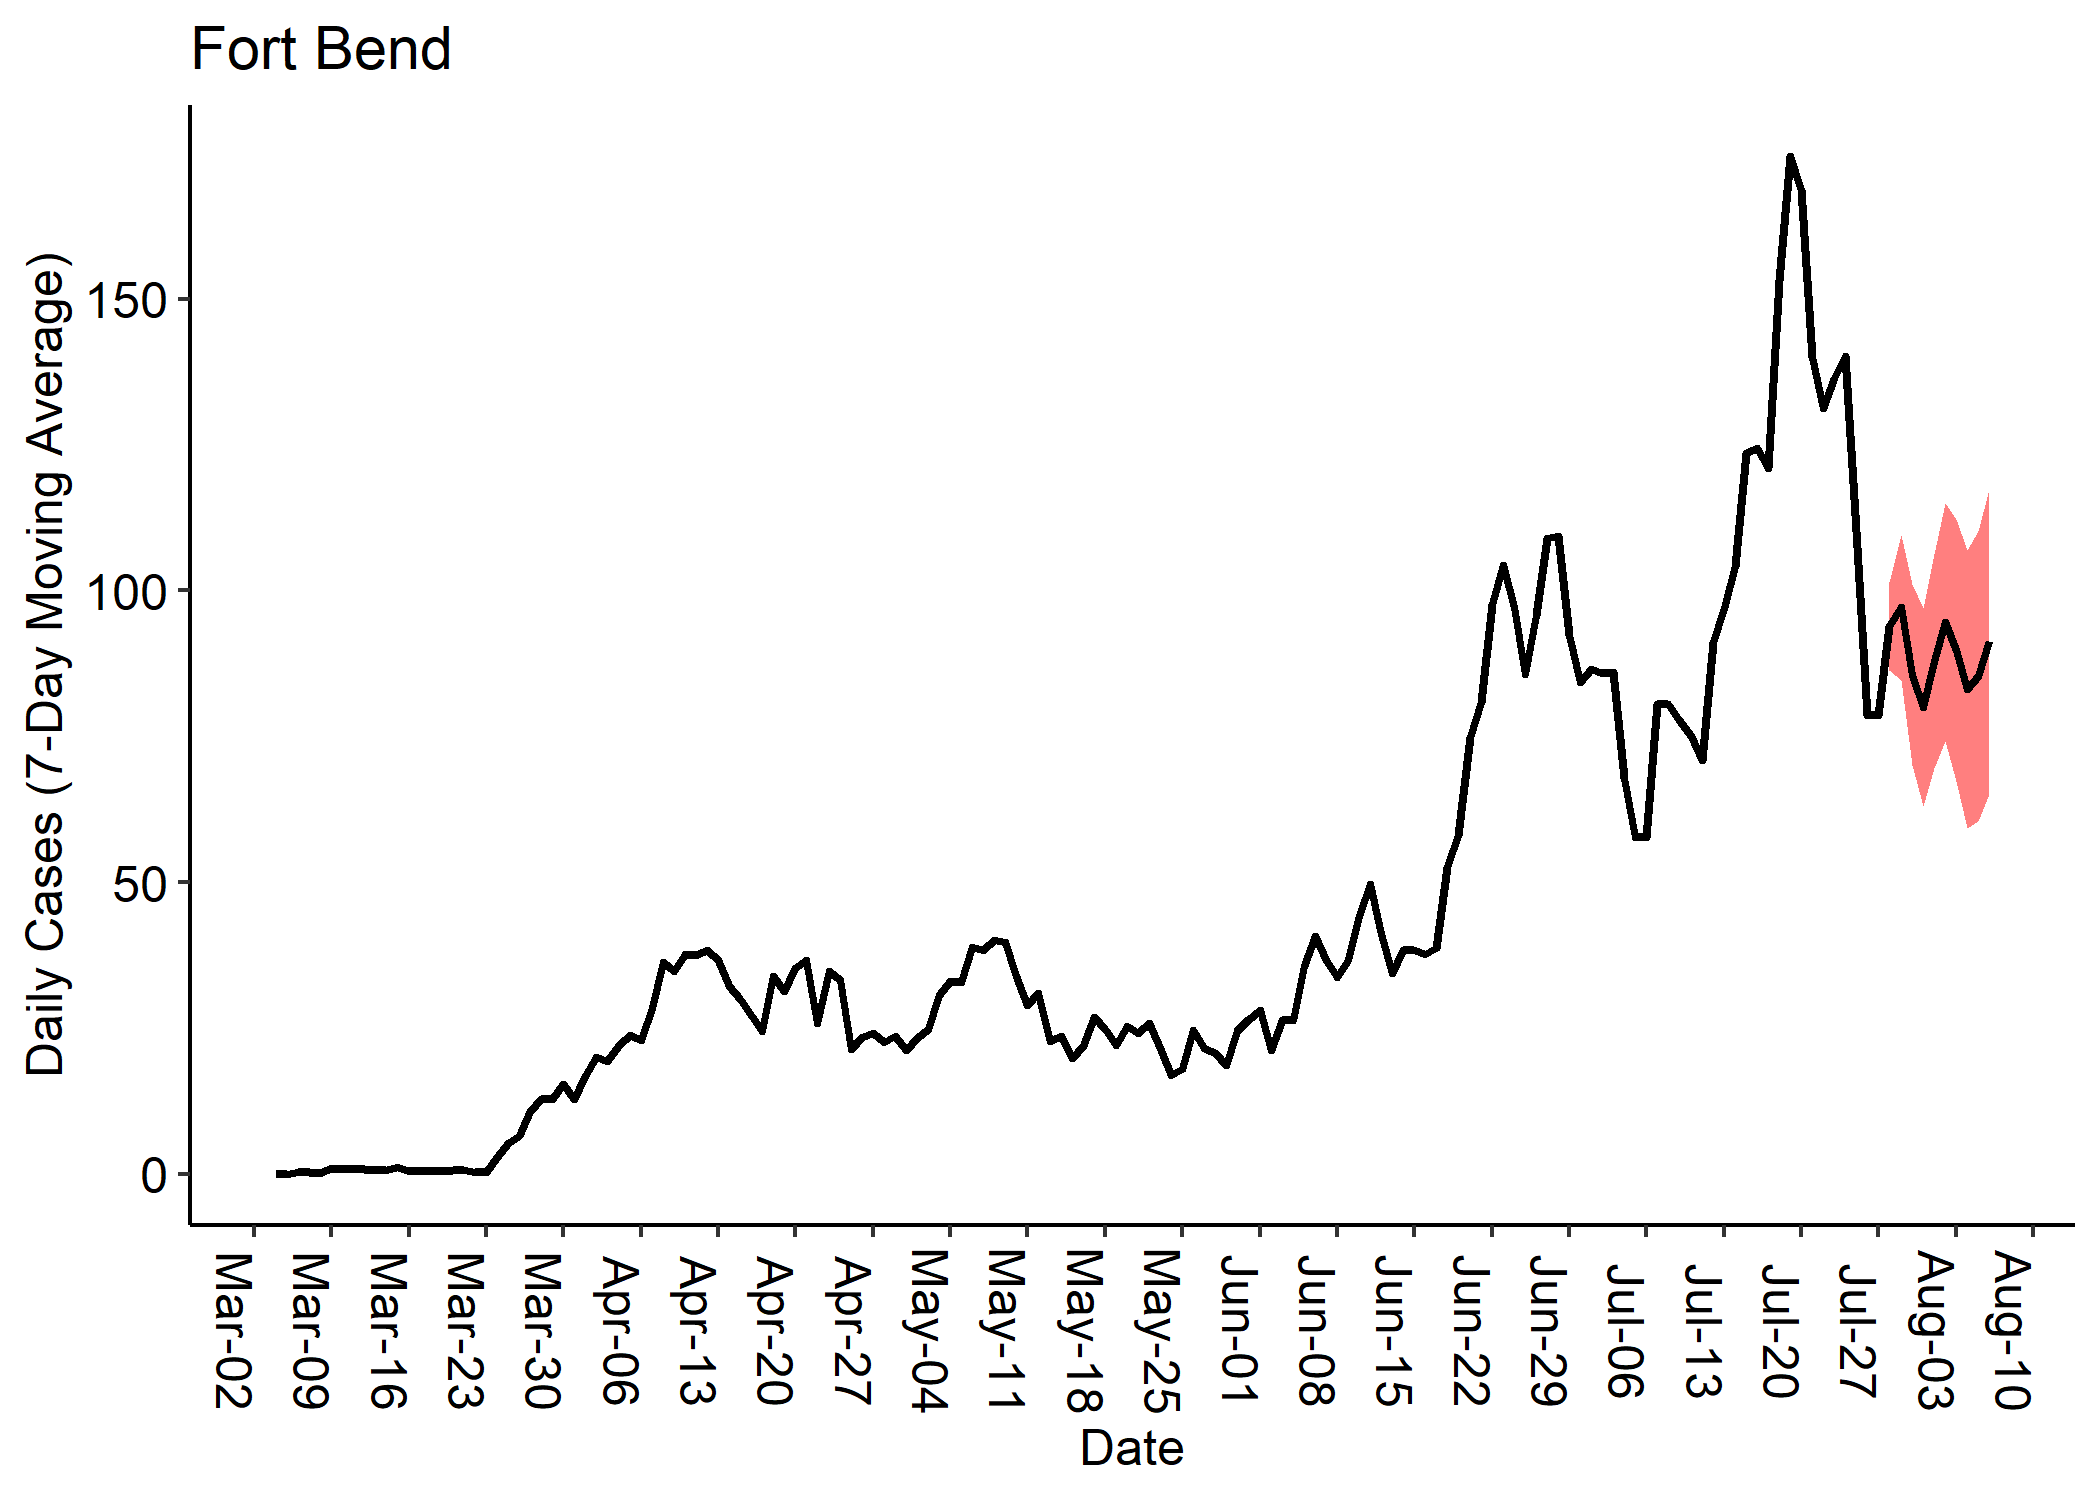 Fort Bend
Daily Cases (7-Day Moving Average)
150
100
50
0
Mar-02
Mar-09
Mar-16
Mar-23
Mar-30
Apr-06
Apr-13
Apr-20
Apr-27
May-04
May-11
May-18
May-25
Jun-01
Jun-08
Jun-15
Jun-22
Jun-29
Jul-06
Jul-13
Jul-20
Jul-27
Aug-03
Aug-10
Date